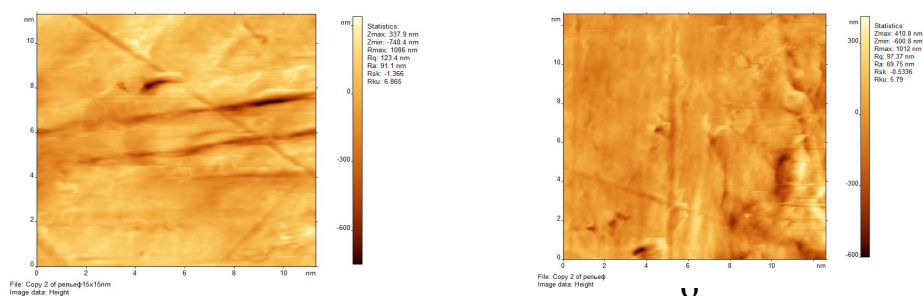 nm
10
8
6
4
2
0
0 2 4 6 8 10 nm
File: Copy 2 of рельеф15x15nm
Image data: Height
nm
0
-300
-600
Statistics:
Zmax: 337.9 nm
Zmin: -748.4 nm
Rmax: 1086 nm
Rq: 123.4 nm
Ra: 91.1 nm
Rsk: -1.366
Rku: 6.865
nm
10
8
6
4
2
0
0 2 4 6 8 10 nm
File: Copy 2 of рельеф
Image data: Height
nm
300
0
-300
-600
Statistics:
Zmax: 410.8 nm
Zmin: -600.8 nm
Rmax: 1012 nm
Rq: 97.37 nm
Ra: 69.75 nm
Rsk: -0.5336
Rku: 5.79